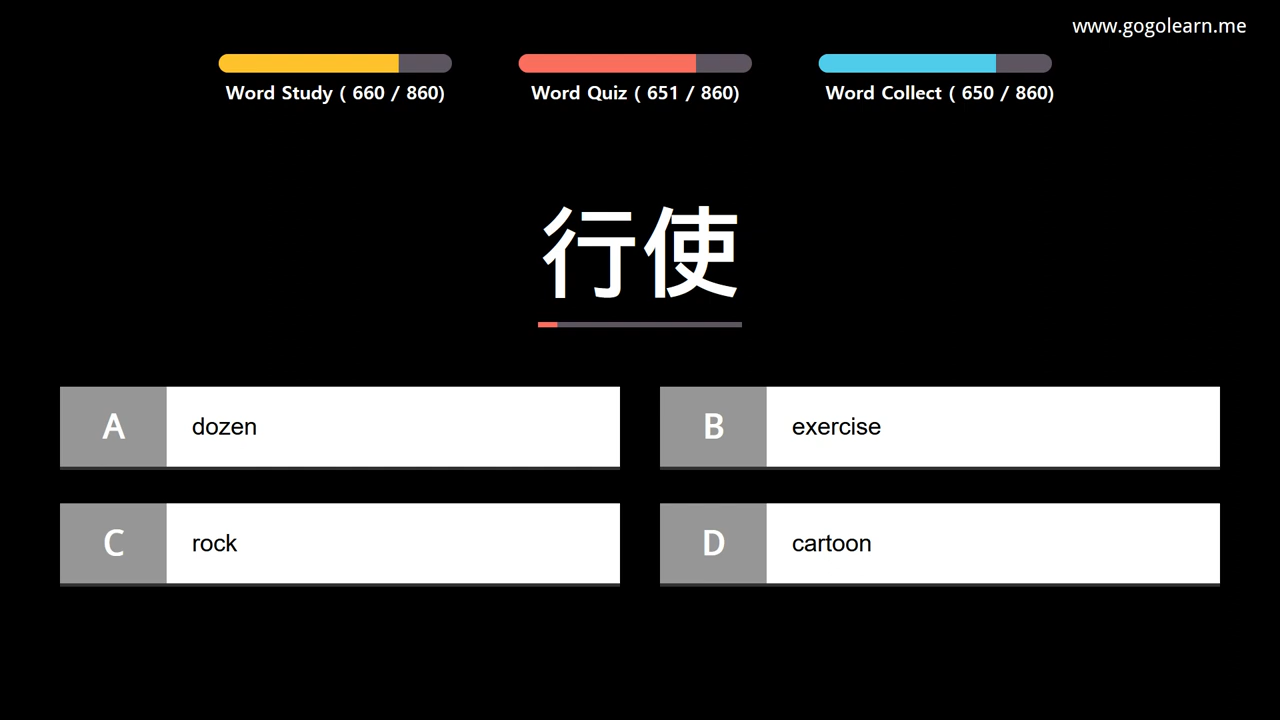 www.gogolearn.me
Word Study ( 660 / 860)
Word Quiz ( 651 / 860)
Word Collect ( 650 / 860)
行使
A dozen
B exercise
C rock
D cartoon